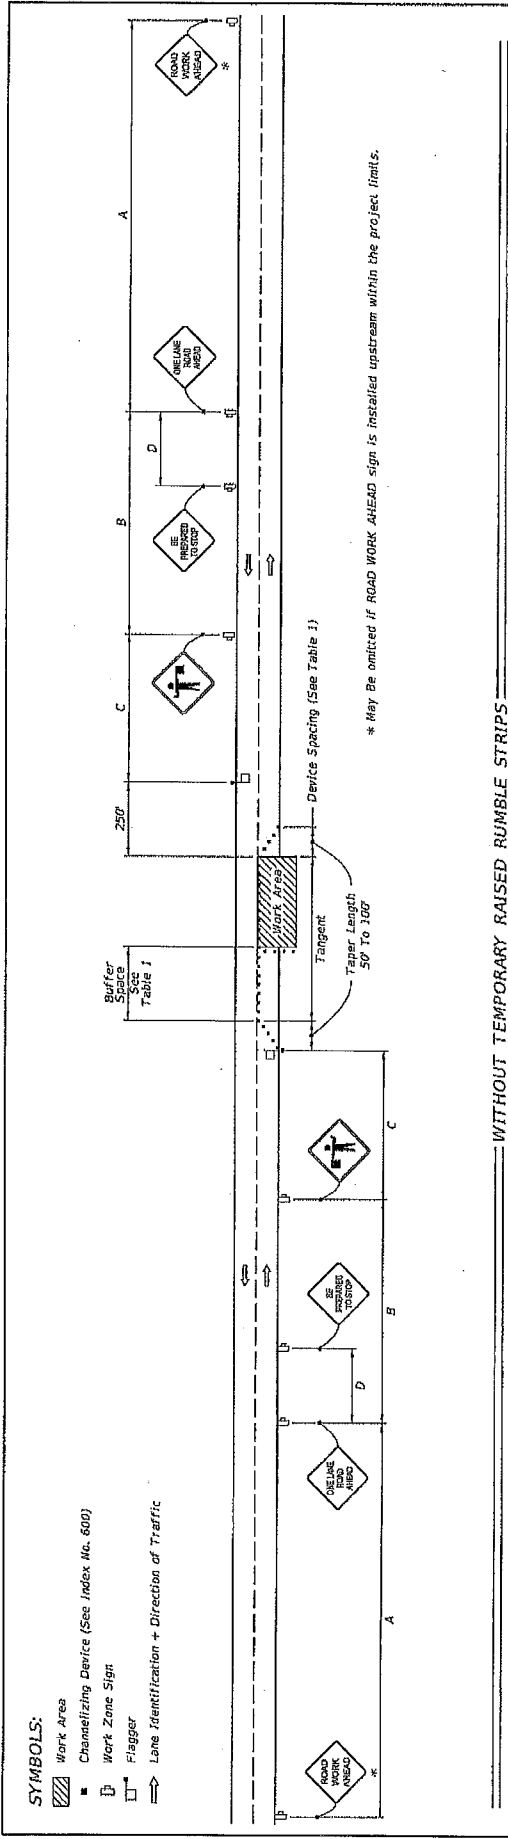 SYMBOLS:
Work Area
Channelizing Device (See Index No. 600)
Work Zone Sign
Flagger
Lane Identification + Direction of Traffic
Buffer
Space
See
Table 1
250'
C
B
A
D
BE
PREPARED
TO STOP
ONE LANE
ROAD
AHEAD
ROAD
WORK
AHEAD
*
Work Area
Device Spacing (See Table 1)
Tangent
Taper Length
50' To 100'
* May Be omitted if ROAD WORK AHEAD sign is installed upstream within the project limits.
ROAD
WORK
AHEAD
*
ONE LANE
ROAD
AHEAD
BE
PREPARED
TO STOP
D
A
B
C
WITHOUT TEMPORARY RAISED RUMBLE STRIPS